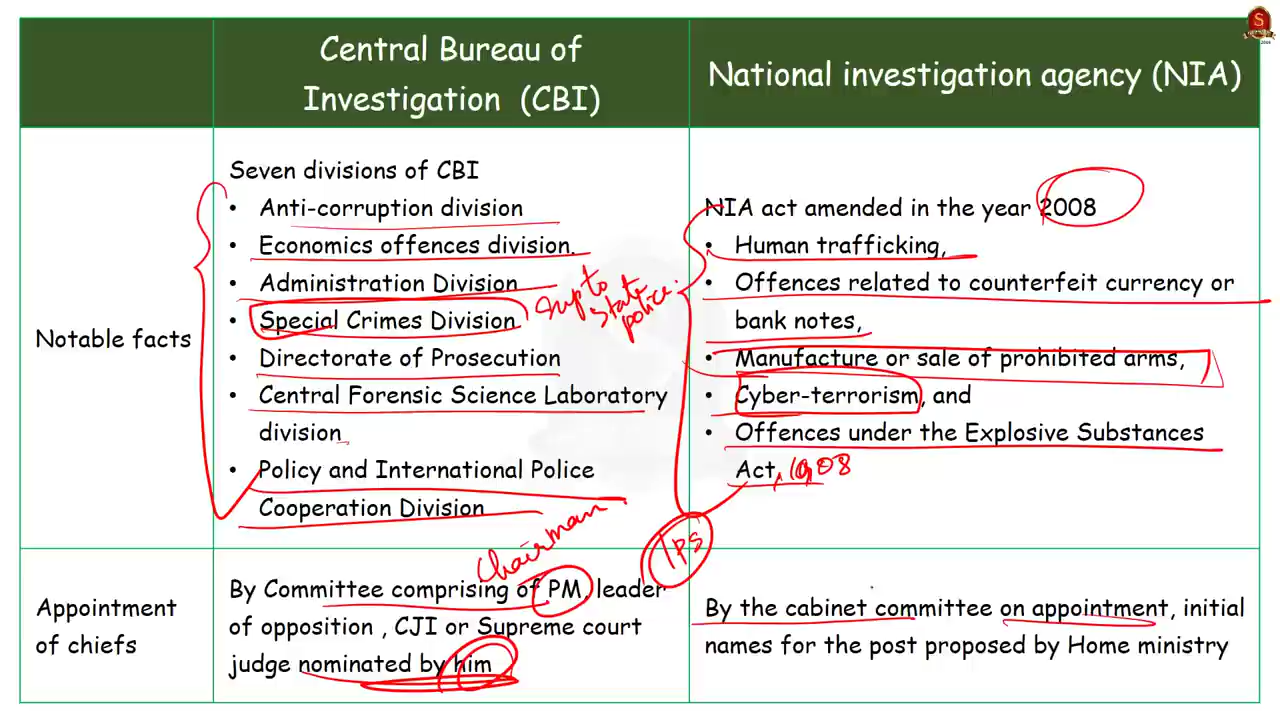 Central Bureau of
Investigation (CBI)
National investigation agency (NIA)
S
Notable facts
Seven divisions of CBI
• Anti-corruption division
• Economics offences division.
• Administration Division
• Special Crimes Division
• Directorate of Prosecution
• Central Forensic Science Laboratory
division
• Policy and International Police
Cooperation Division
sup to
state
police
NIA act amended in the year 2008
• Human trafficking,
• Offences related to counterfeit currency or
bank notes,
• Manufacture or sale of prohibited arms,
• Cyber-terrorism, and
• Offences under the Explosive Substances
Act, 1908
IPS
Appointment
of chiefs
Chairman
By Committee comprising of PM, leader
of opposition , CJI or Supreme court
judge nominated by him
By the cabinet committee on appointment, initial
names for the post proposed by Home ministry